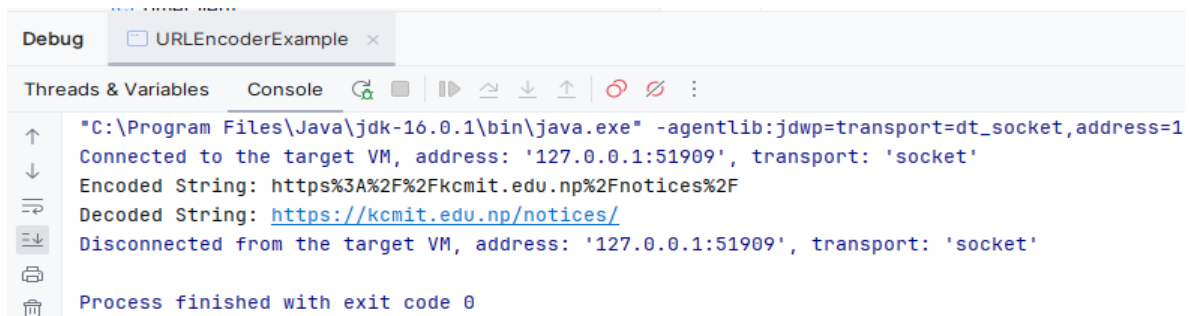 Debug URLEncoderExample ×
Threads & Variables Console
"C:\Program Files\Java\jdk-16.0.1\bin\java.exe" -agentlib:jdwp=transport=dt_socket,address=1
Connected to the target VM, address: '127.0.0.1:51909', transport: 'socket'
Encoded String: https%3A%2F%2Fkcmit.edu.np%2Fnotices%2F
Decoded String: https://kcmit.edu.np/notices/
Disconnected from the target VM, address: '127.0.0.1:51909', transport: 'socket'
Process finished with exit code 0